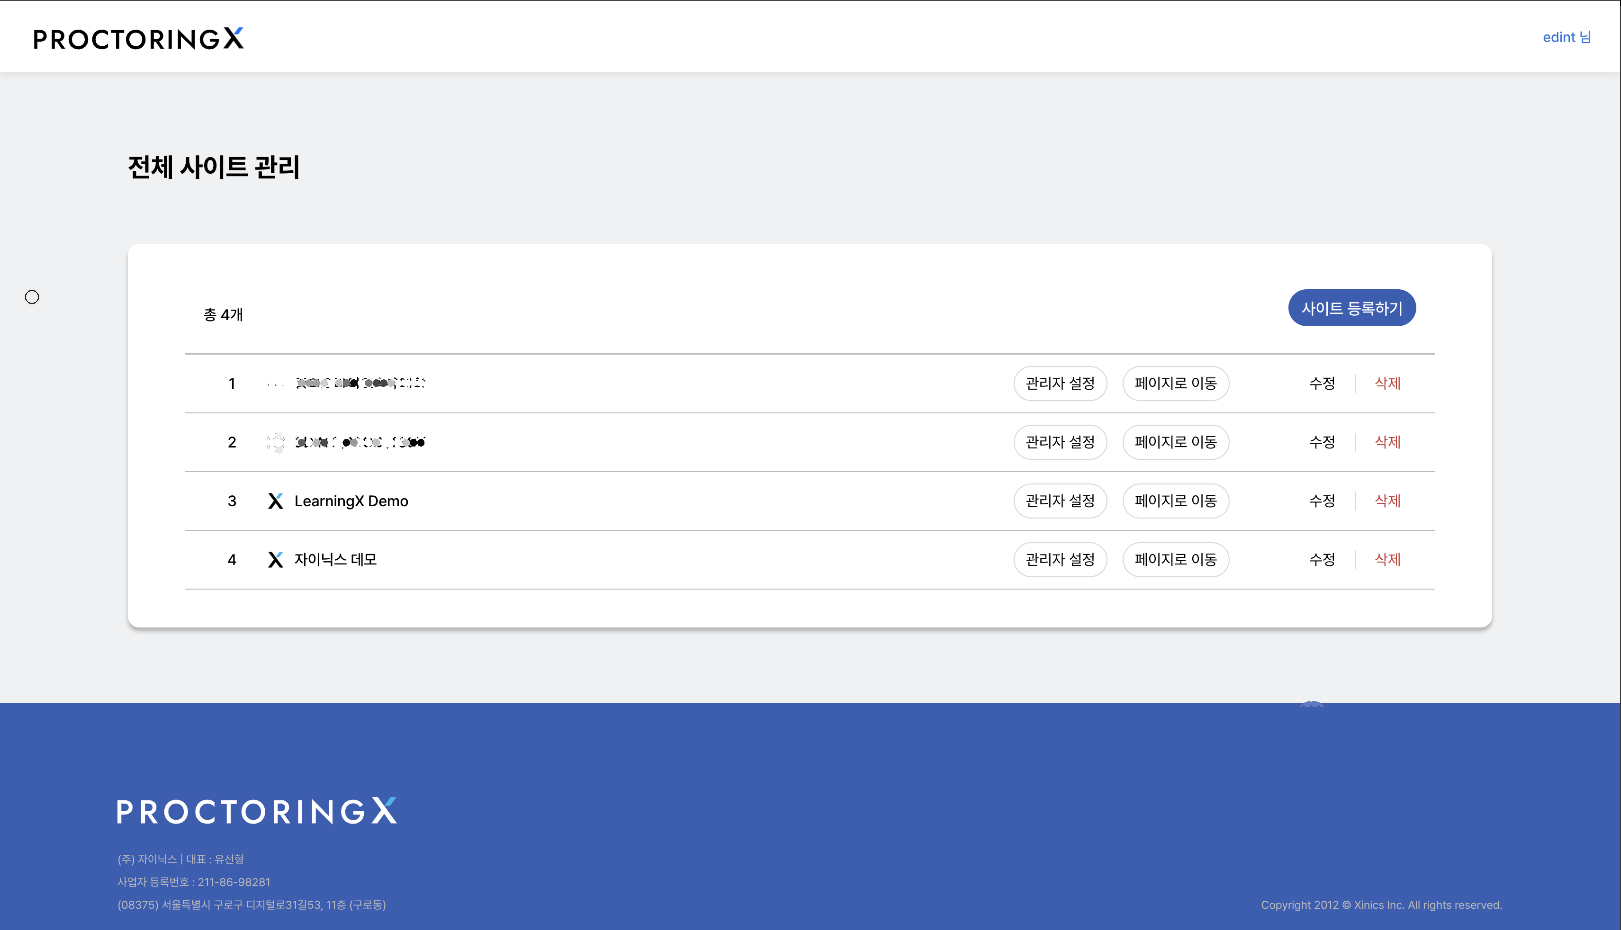 PROCTORINGX
edint 님
전체 사이트 관리
총 4개
사이트 등록하기
1 관리자 설정 페이지로 이동 수정 삭제
2 관리자 설정 페이지로 이동 수정 삭제
3 LearningX Demo 관리자 설정 페이지로 이동 수정 삭제
4 자이닉스 데모 관리자 설정 페이지로 이동 수정 삭제
PROCTORINGX
(주) 자이닉스 | 대표 : 유선형
사업자 등록번호 : 211-86-98281
(08375) 서울특별시 구로구 디지털로31길53, 11층 (구로동)
Copyright 2012 © Xinics Inc. All rights reserved.